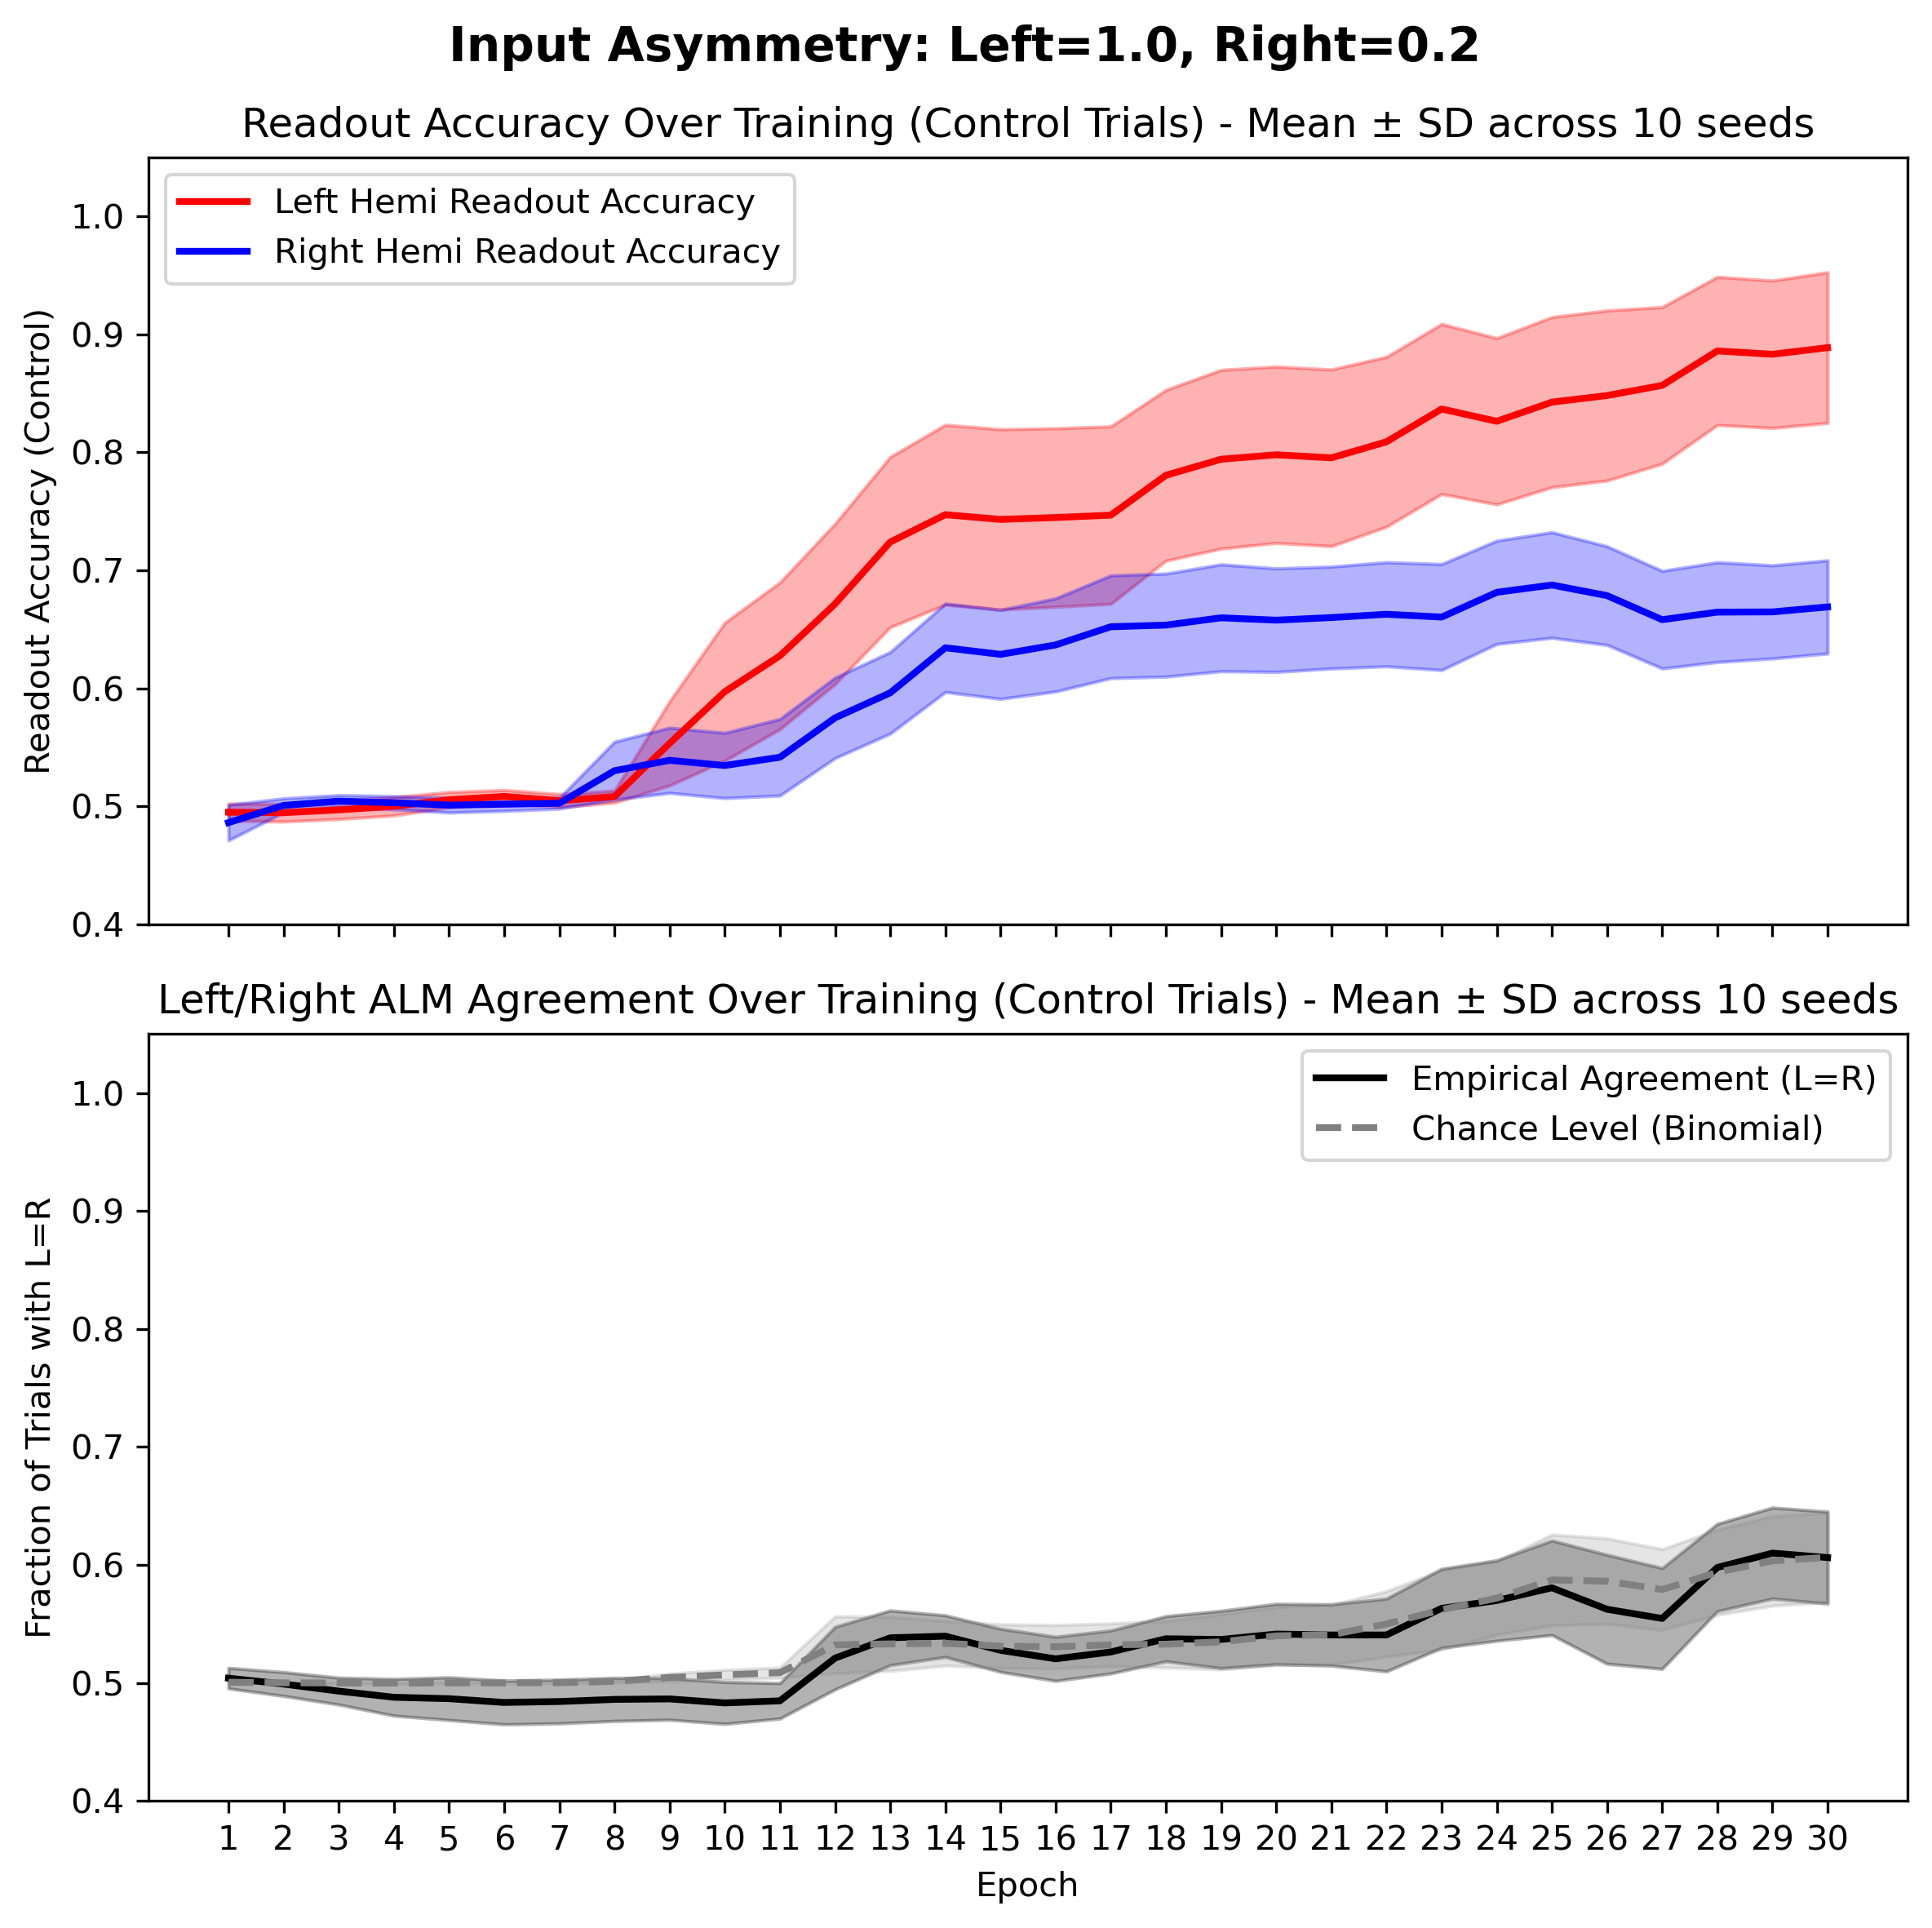 Input Asymmetry: Left=1.0, Right=0.2
Readout Accuracy Over Training (Control Trials) - Mean ± SD across 10 seeds
Left Hemi Readout Accuracy
Right Hemi Readout Accuracy
Readout Accuracy (Control)
1.0
0.9
0.8
0.7
0.6
0.5
0.4
Left/Right ALM Agreement Over Training (Control Trials) - Mean ± SD across 10 seeds
Empirical Agreement (L=R)
Chance Level (Binomial)
Fraction of Trials with L=R
1.0
0.9
0.8
0.7
0.6
0.5
0.4
1 2 3 4 5 6 7 8 9 10 11 12 13 14 15 16 17 18 19 20 21 22 23 24 25 26 27 28 29 30
Epoch